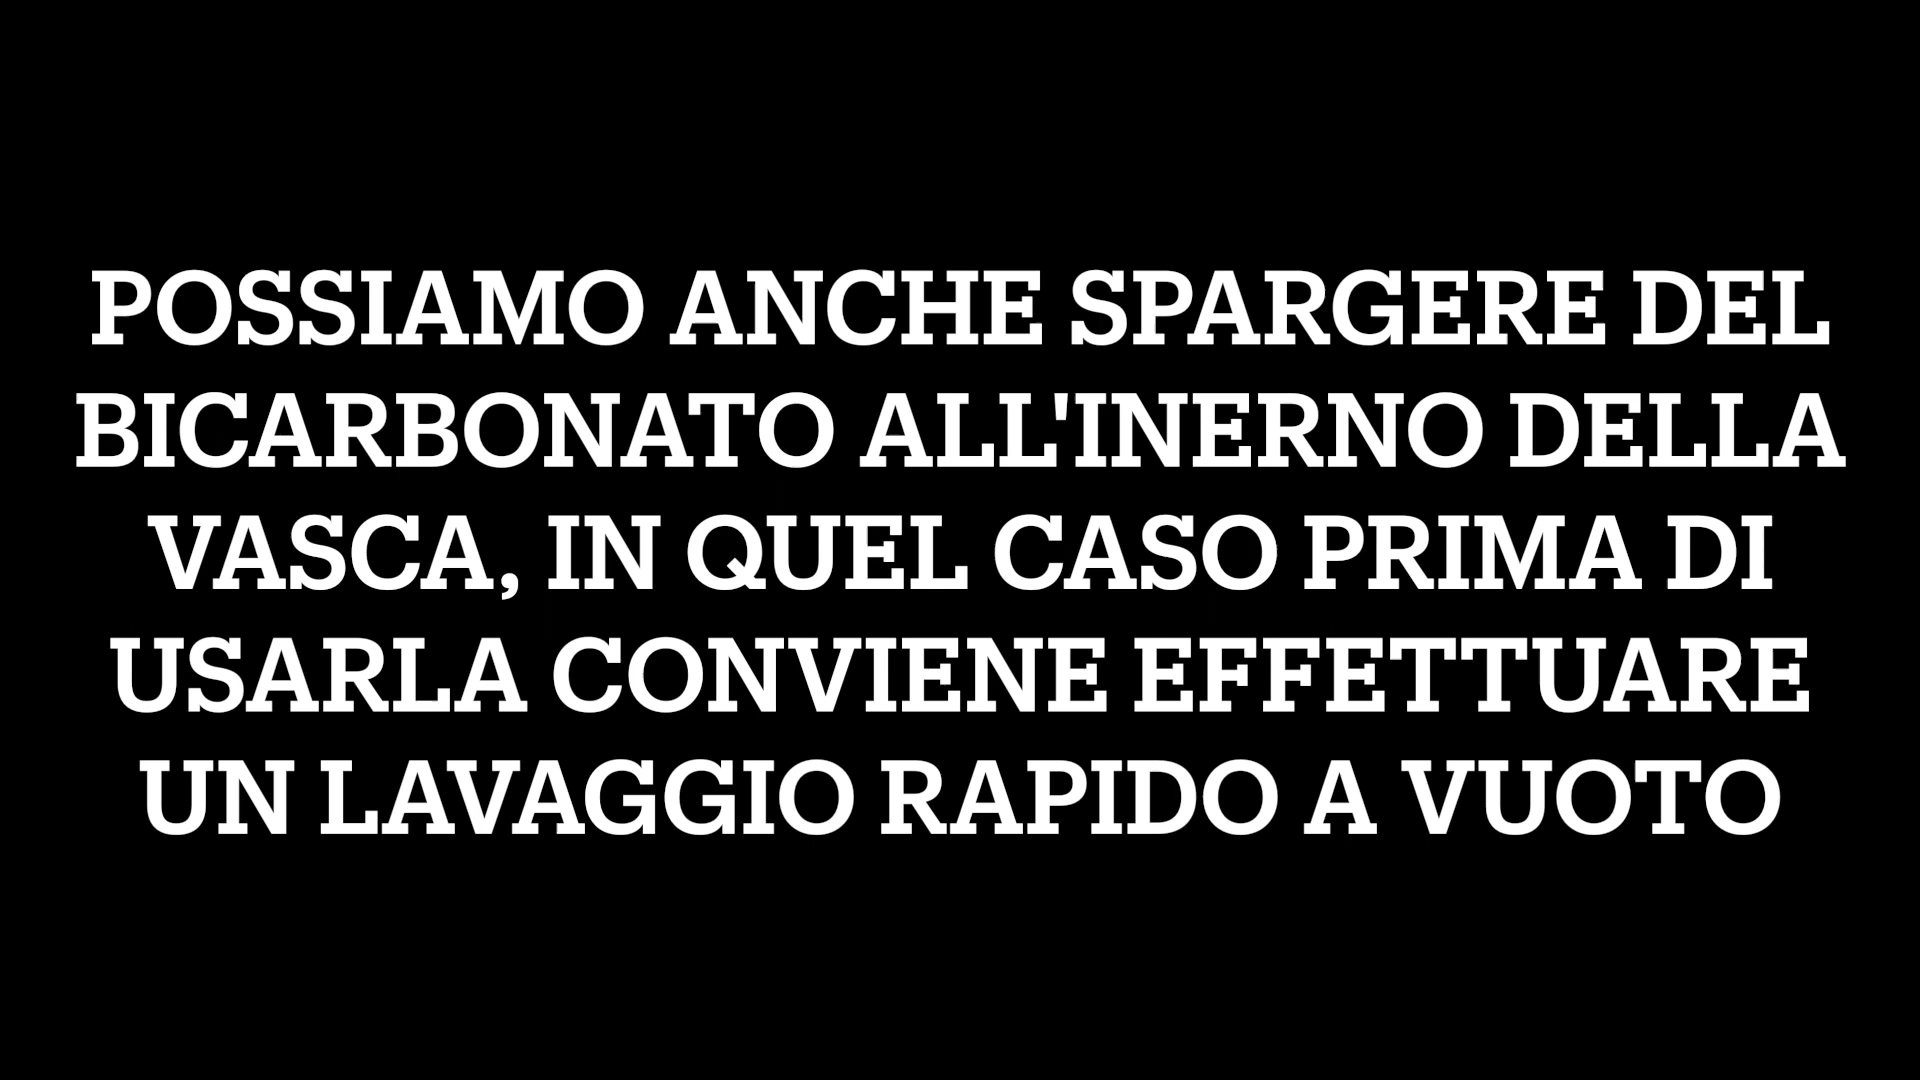 POSSIAMO ANCHE SPARGERE DEL
BICARBONATO ALL'INERNO DELLA
VASCA, IN QUEL CASO PRIMA DI
USARLA CONVIENE EFFETTUARE
UN LAVAGGIO RAPIDO A VUOTO